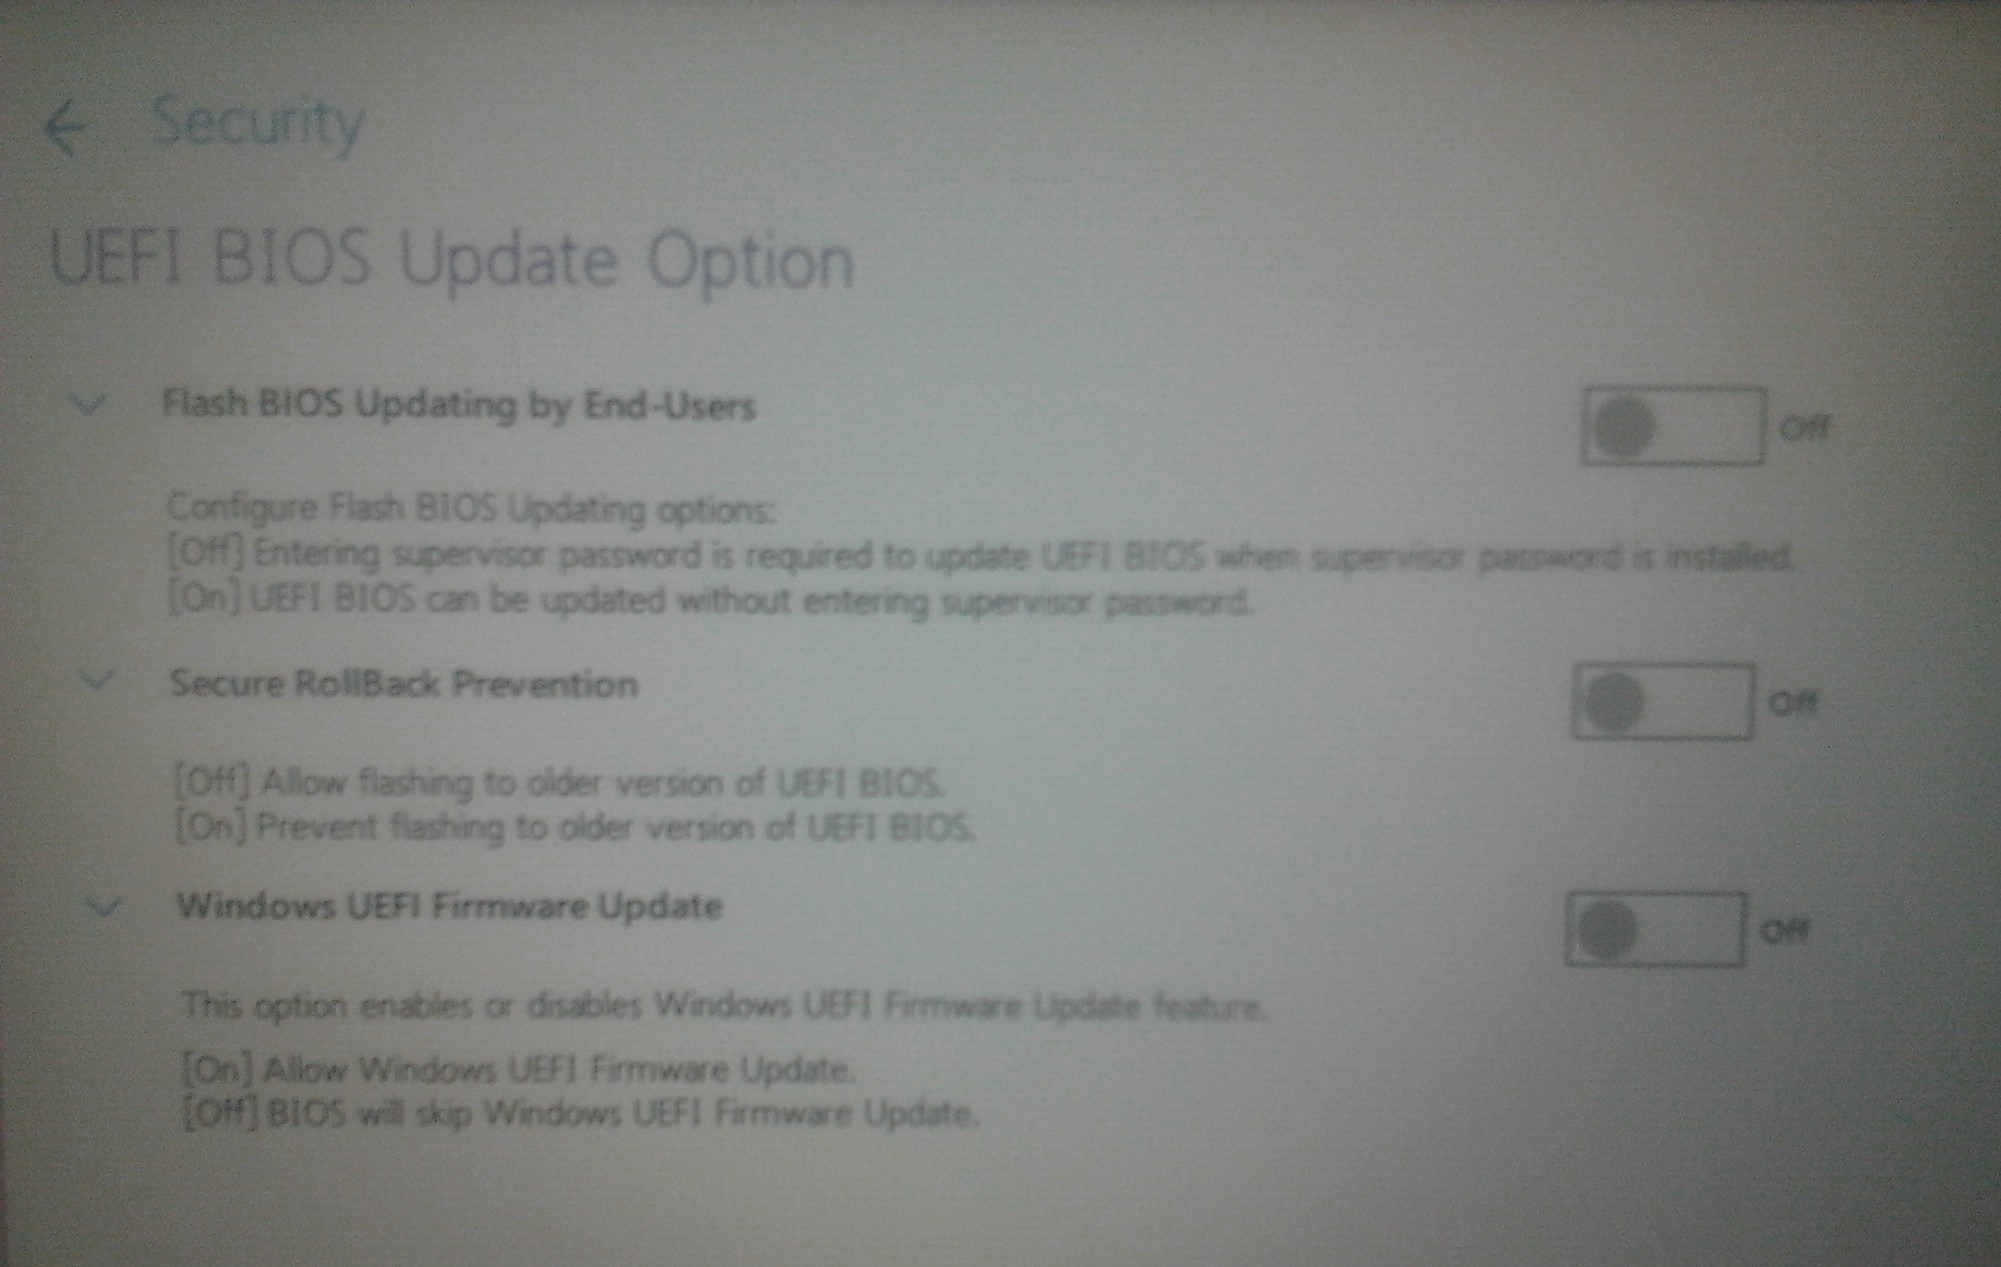 Security
UEFI BIOS Update Option
Flash BIOS Updating by End-Users
Off
Configure Flash BIOS Updating options:
[Off] Entering supervisor password is required to update UEFI BIOS when supervisor password is installed.
[On] UEFI BIOS can be updated without entering supervisor password.
Secure RollBack Prevention
Off
[Off] Allow flashing to older version of UEFI BIOS.
[On] Prevent flashing to older version of UEFI BIOS.
Windows UEFI Firmware Update
Off
This option enables or disables Windows UEFI Firmware Update feature.
[On] Allow Windows UEFI Firmware Update.
[Off] BIOS will skip Windows UEFI Firmware Update.